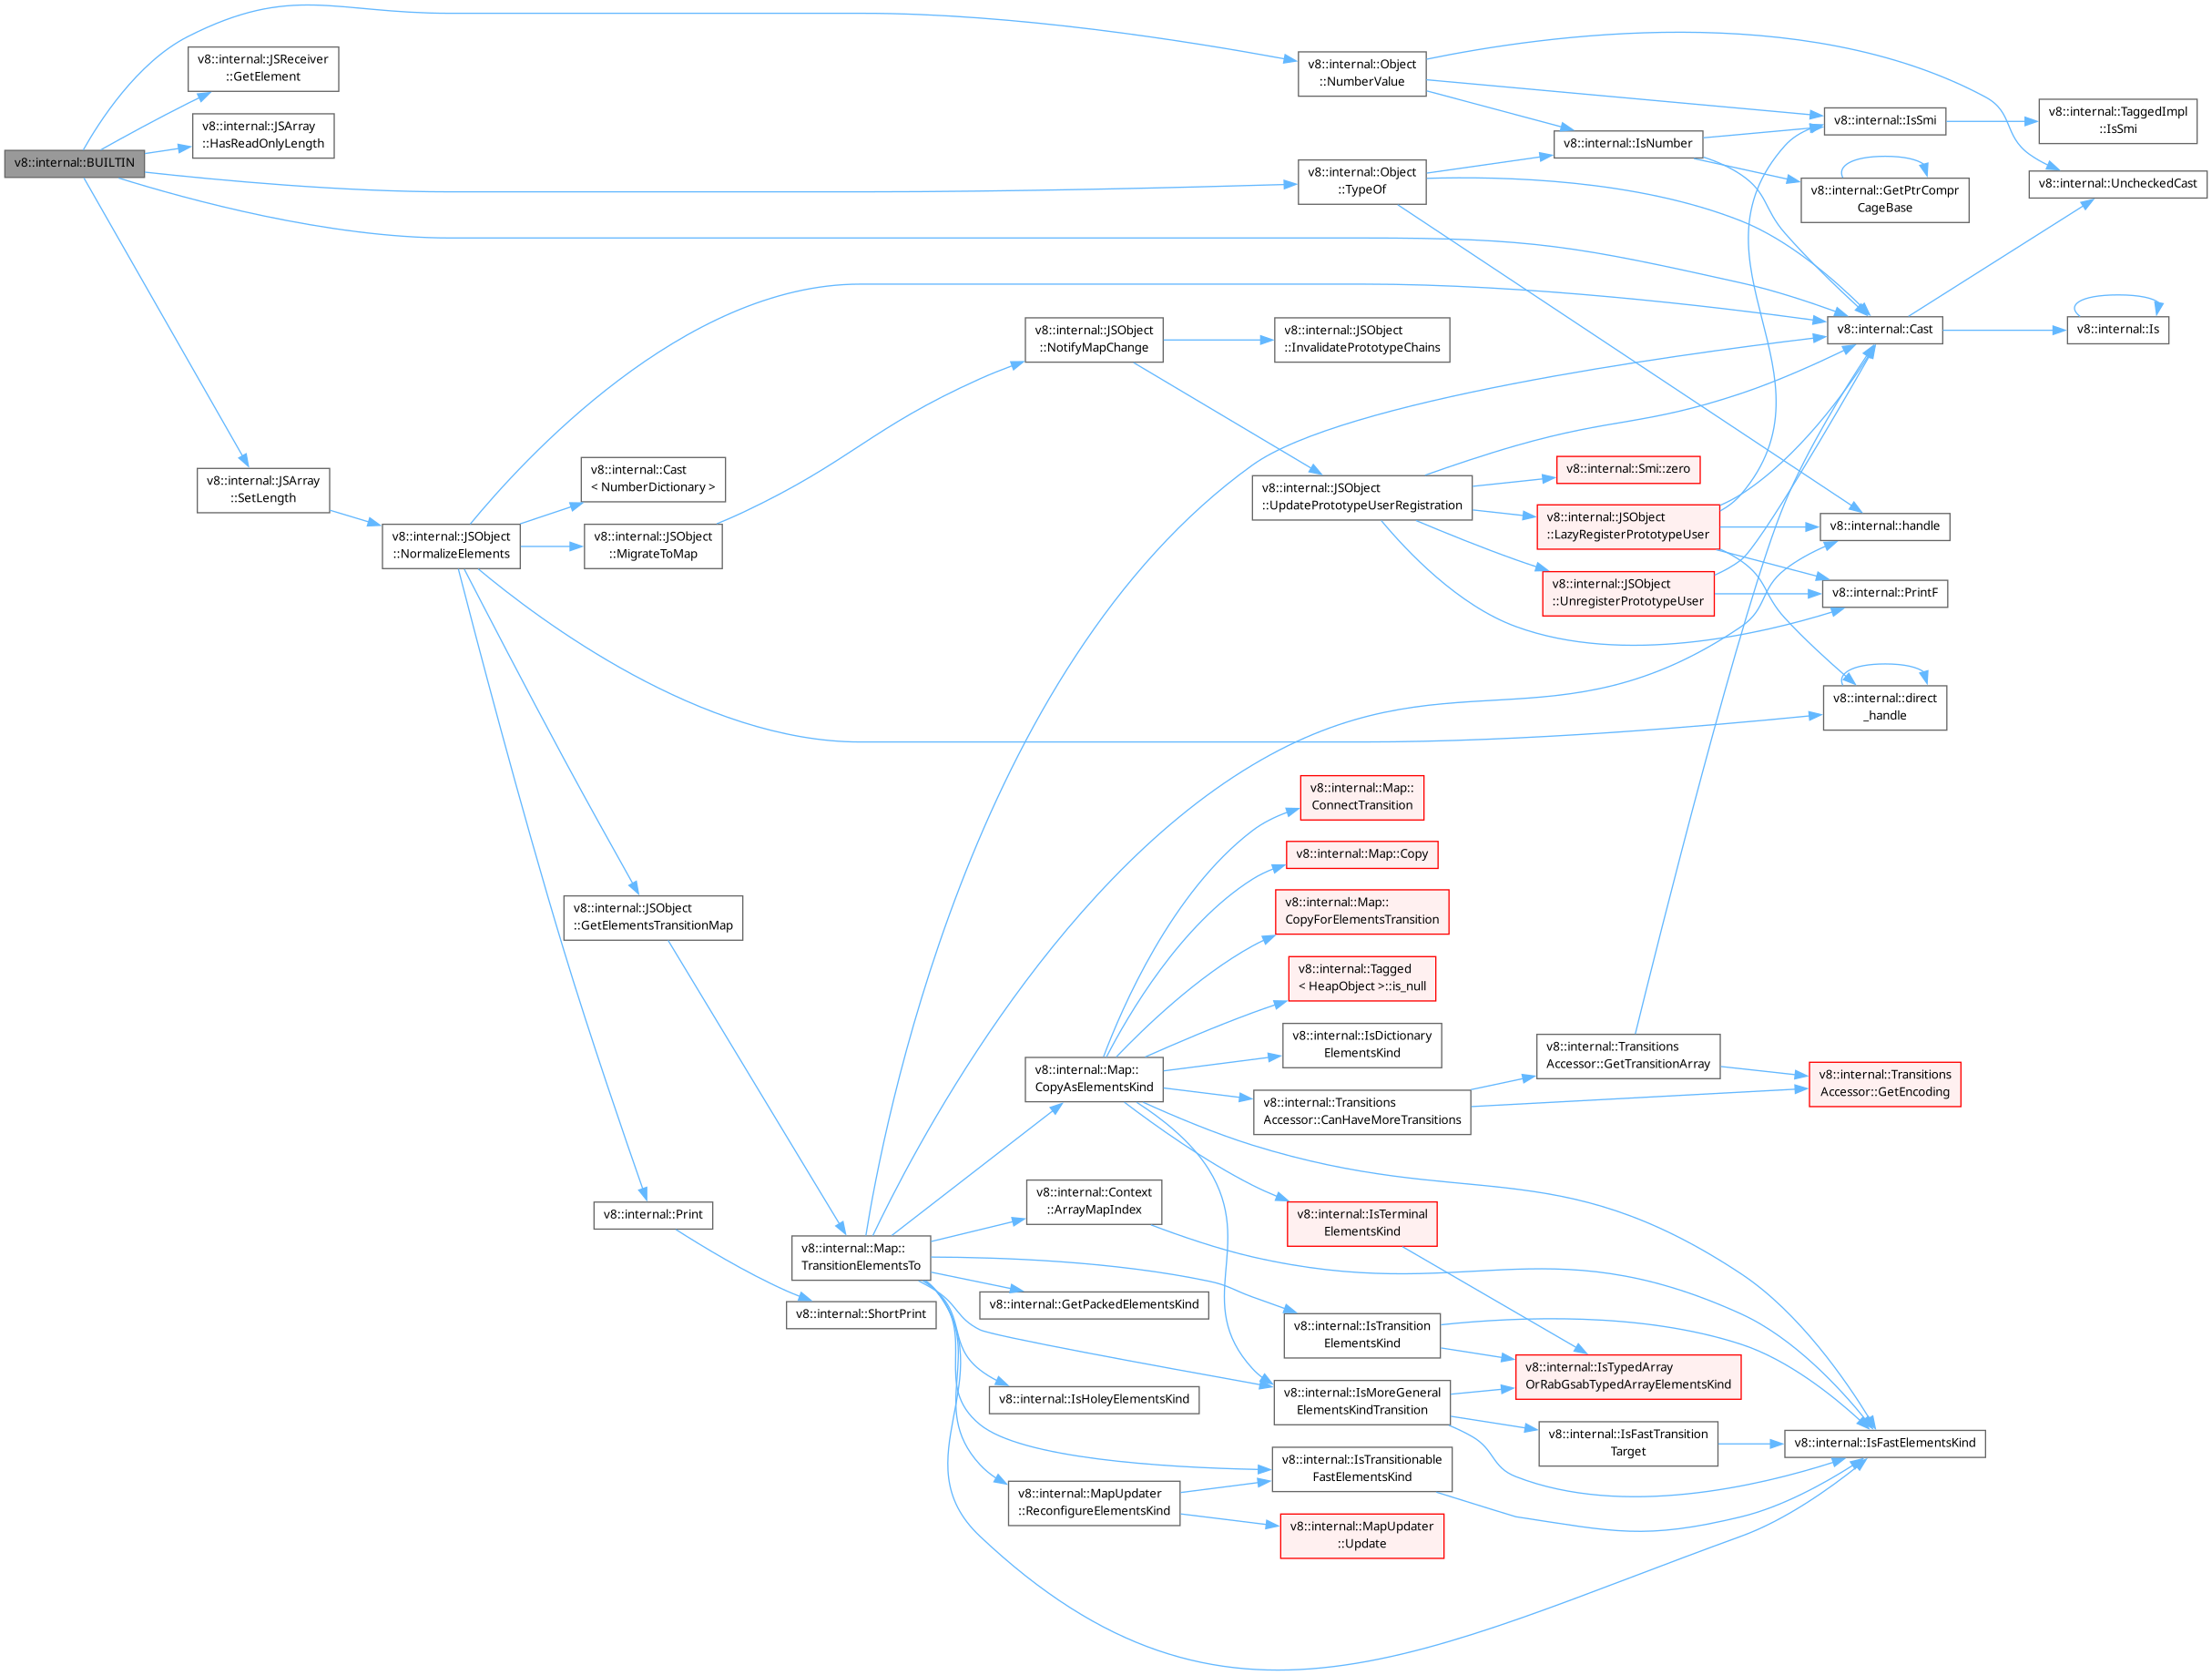 v8::internal::BUILTIN
v8::internal::JSReceiver
::GetElement
v8::internal::JSArray
::HasReadOnlyLength
v8::internal::JSArray
::SetLength
v8::internal::JSObject
::NormalizeElements
v8::internal::Cast
< NumberDictionary >
v8::internal::JSObject
::MigrateToMap
v8::internal::JSObject
::GetElementsTransitionMap
v8::internal::Print
v8::internal::ShortPrint
v8::internal::Map::
TransitionElementsTo
v8::internal::JSObject
::NotifyMapChange
v8::internal::JSObject
::InvalidatePrototypeChains
v8::internal::JSObject
::UpdatePrototypeUserRegistration
v8::internal::Map::
CopyAsElementsKind
v8::internal::Context
::ArrayMapIndex
v8::internal::GetPackedElementsKind
v8::internal::IsHoleyElementsKind
v8::internal::MapUpdater
::ReconfigureElementsKind
v8::internal::Object
::NumberValue
v8::internal::Object
::TypeOf
v8::internal::Map::
ConnectTransition
v8::internal::Map::Copy
v8::internal::Map::
CopyForElementsTransition
v8::internal::Tagged
< HeapObject >::is_null
v8::internal::IsDictionary
ElementsKind
v8::internal::Transitions
Accessor::CanHaveMoreTransitions
v8::internal::IsTerminal
ElementsKind
v8::internal::IsTransition
ElementsKind
v8::internal::IsMoreGeneral
ElementsKindTransition
v8::internal::IsTransitionable
FastElementsKind
v8::internal::MapUpdater
::Update
v8::internal::IsNumber
v8::internal::Smi::zero
v8::internal::JSObject
::LazyRegisterPrototypeUser
v8::internal::JSObject
::UnregisterPrototypeUser
v8::internal::Transitions
Accessor::GetTransitionArray
v8::internal::IsTypedArray
OrRabGsabTypedArrayElementsKind
v8::internal::IsFastTransition
Target
v8::internal::IsSmi
v8::internal::GetPtrCompr
CageBase
v8::internal::Cast
v8::internal::handle
v8::internal::PrintF
v8::internal::direct
_handle
v8::internal::Transitions
Accessor::GetEncoding
v8::internal::IsFastElementsKind
v8::internal::TaggedImpl
::IsSmi
v8::internal::UncheckedCast
v8::internal::Is